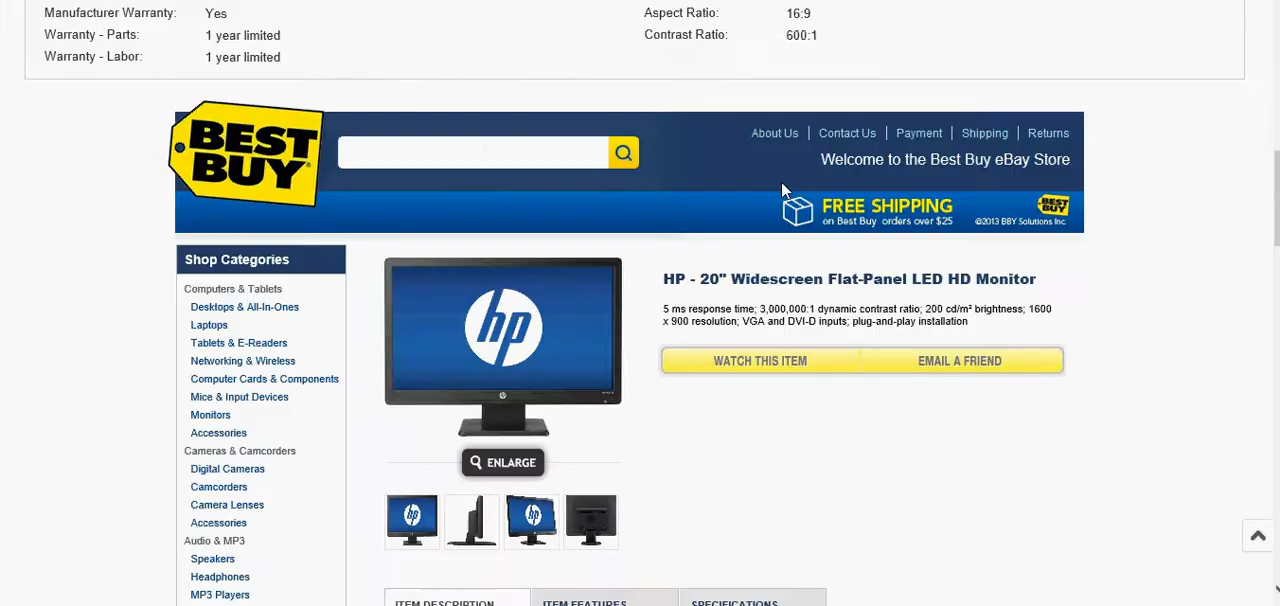 Manufacturer Warranty: Yes
Warranty - Parts: 1 year limited
Warranty - Labor: 1 year limited
Aspect Ratio: 16:9
Contrast Ratio: 600:1
BEST BUY
About Us | Contact Us | Payment | Shipping | Returns
Welcome to the Best Buy eBay Store
FREE SHIPPING
on Best Buy orders over $25
BEST BUY
©2013 BBY Solutions Inc.
Shop Categories
Computers & Tablets
Desktops & All-In-Ones
Laptops
Tablets & E-Readers
Networking & Wireless
Computer Cards & Components
Mice & Input Devices
Monitors
Accessories
Cameras & Camcorders
Digital Cameras
Camcorders
Camera Lenses
Accessories
Audio & MP3
Speakers
Headphones
MP3 Players
hp
ENLARGE
HP - 20" Widescreen Flat-Panel LED HD Monitor
5 ms response time; 3,000,000:1 dynamic contrast ratio; 200 cd/m² brightness; 1600
x 900 resolution; VGA and DVI-D inputs; plug-and-play installation
WATCH THIS ITEM
EMAIL A FRIEND
ITEM DESCRIPTION
ITEM FEATURES
SPECIFICATIONS